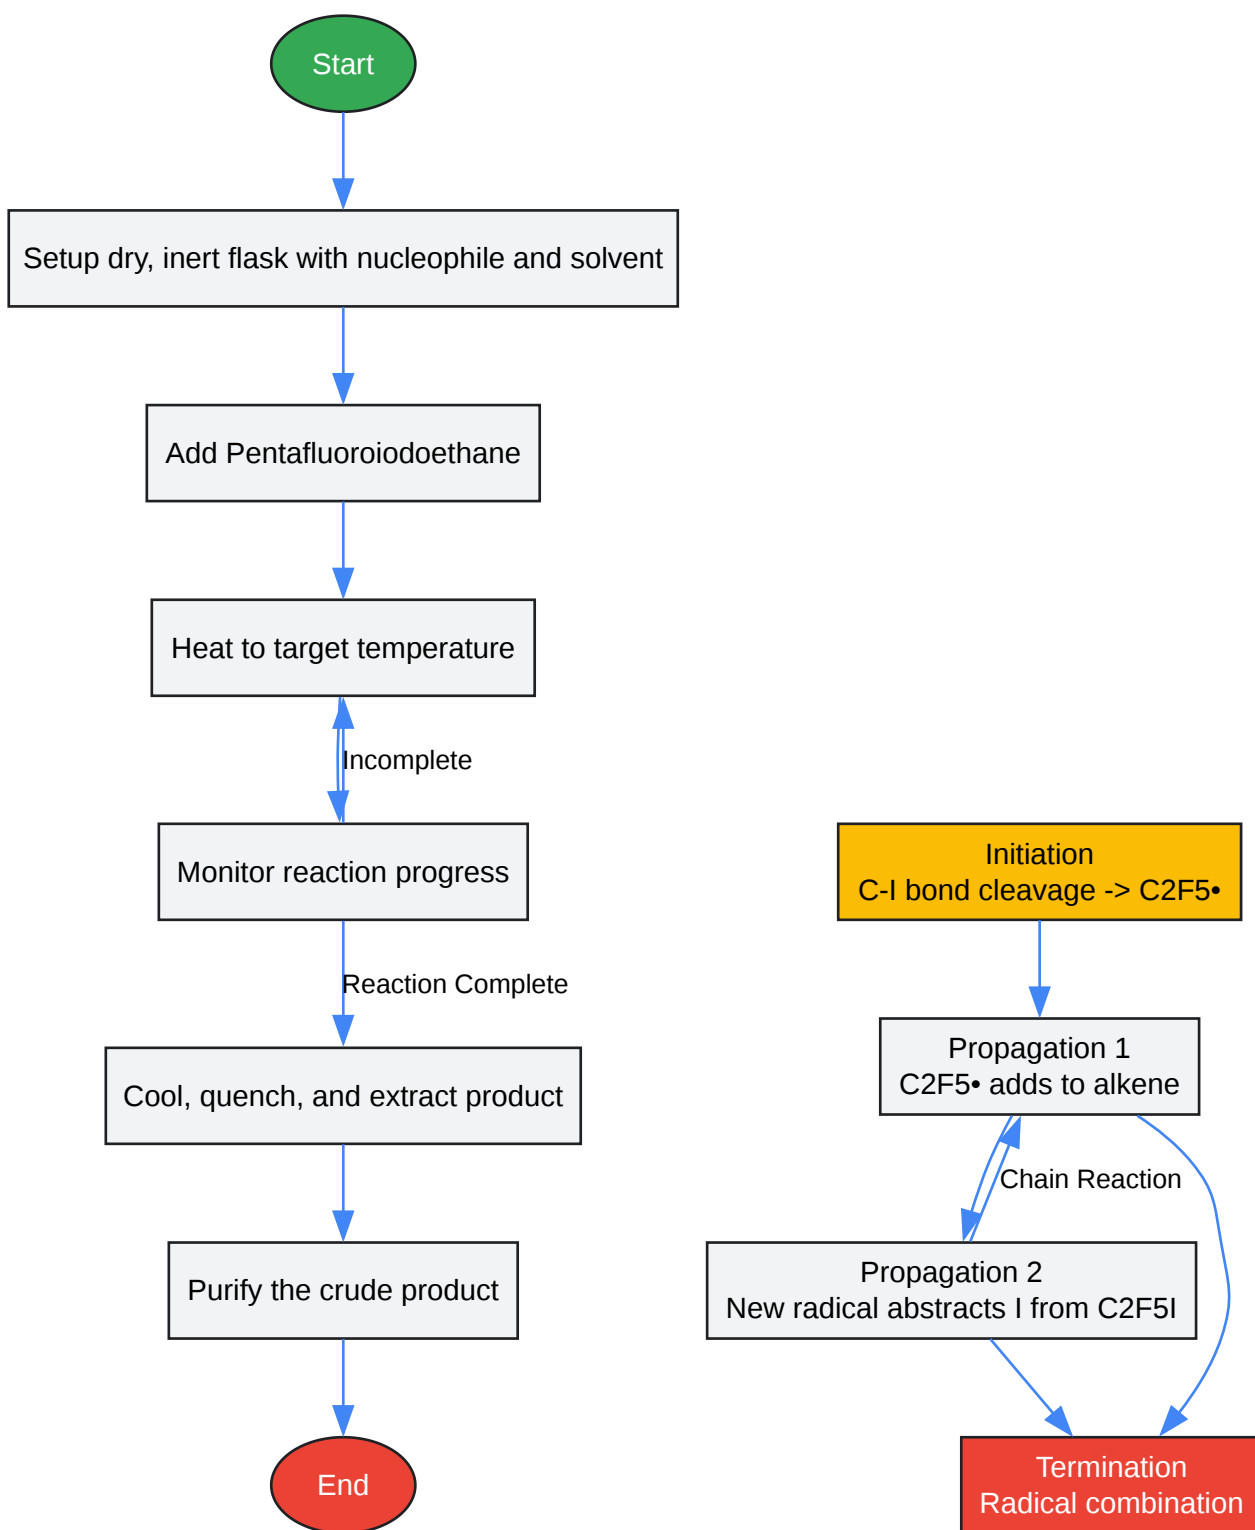 Start
Setup dry, inert flask with nucleophile and solvent
Add Pentafluoroiodoethane
Heat to target temperature
Incomplete
Monitor reaction progress
Reaction Complete
Cool, quench, and extract product
Purify the crude product
End
Initiation
C-I bond cleavage -> C2F5•
Propagation 1
C2F5• adds to alkene
Chain Reaction
Propagation 2
New radical abstracts I from C2F5I
Termination
Radical combination